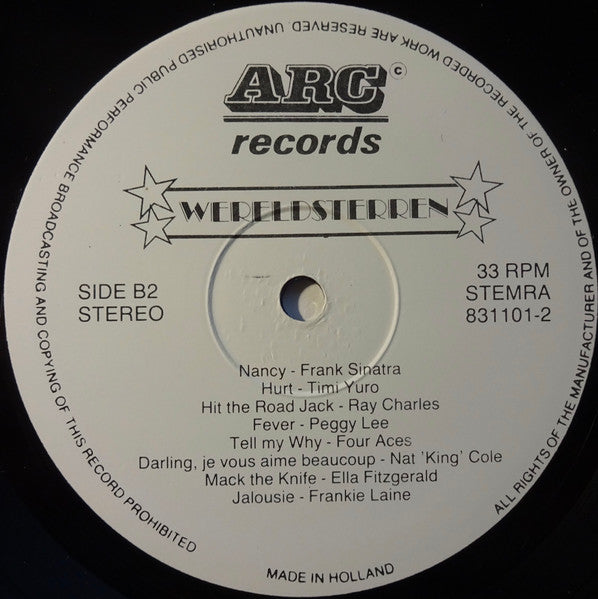 ARC ©
records
WERELDSTERREN
SIDE B2
STEREO
33 RPM
STEMRA
831101-2
Nancy - Frank Sinatra
Hurt - Timi Yuro
Hit the Road Jack - Ray Charles
Fever - Peggy Lee
Tell my Why - Four Aces
Darling, je vous aime beaucoup - Nat 'King' Cole
Mack the Knife - Ella Fitzgerald
Jalousie - Frankie Laine
ALL RIGHTS OF THE MANUFACTURER AND OF THE OWNER OF THE RECORDED WORK ARE RESERVED UNAUTHORISED PUBLIC PERFORMANCE BROADCASTING AND COPYING OF THIS RECORD PROHIBITED
MADE IN HOLLAND